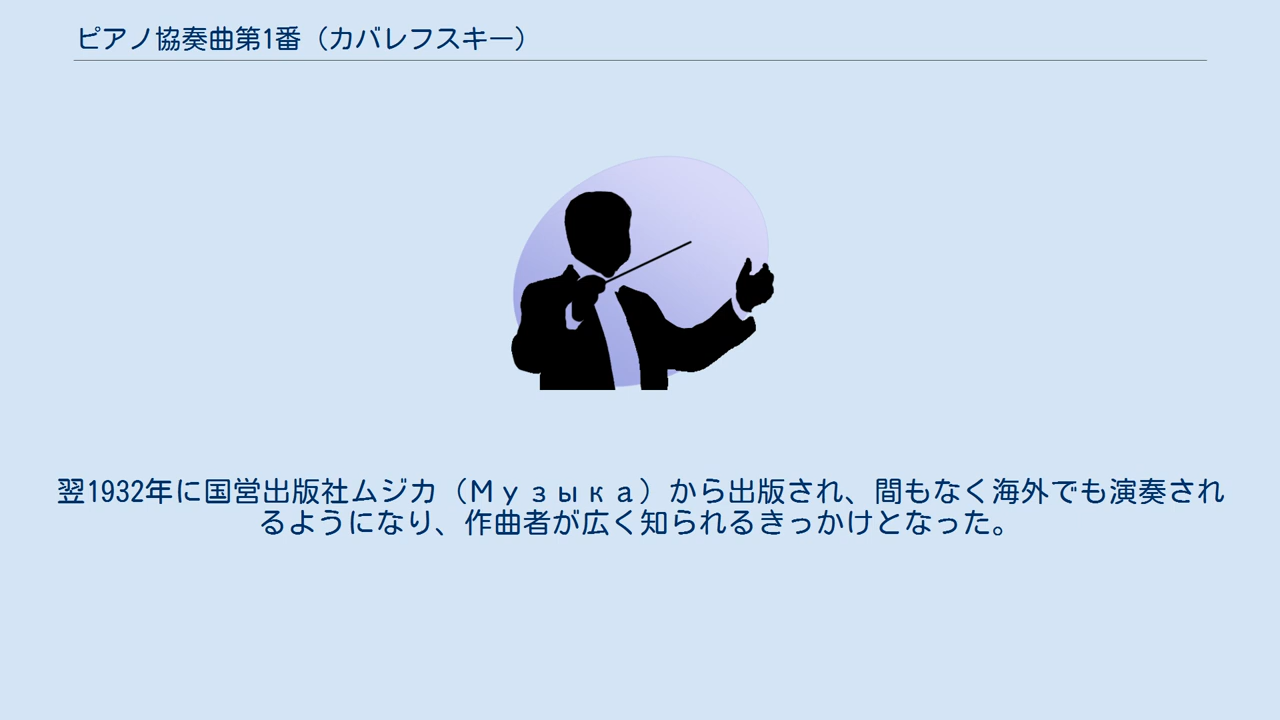 ピアノ協奏曲第1番（カバレフスキー）
翌1932年に国営出版社ムジカ（Музыка）から出版され、間もなく海外でも演奏され
るようになり、作曲者が広く知られるきっかけとなった。